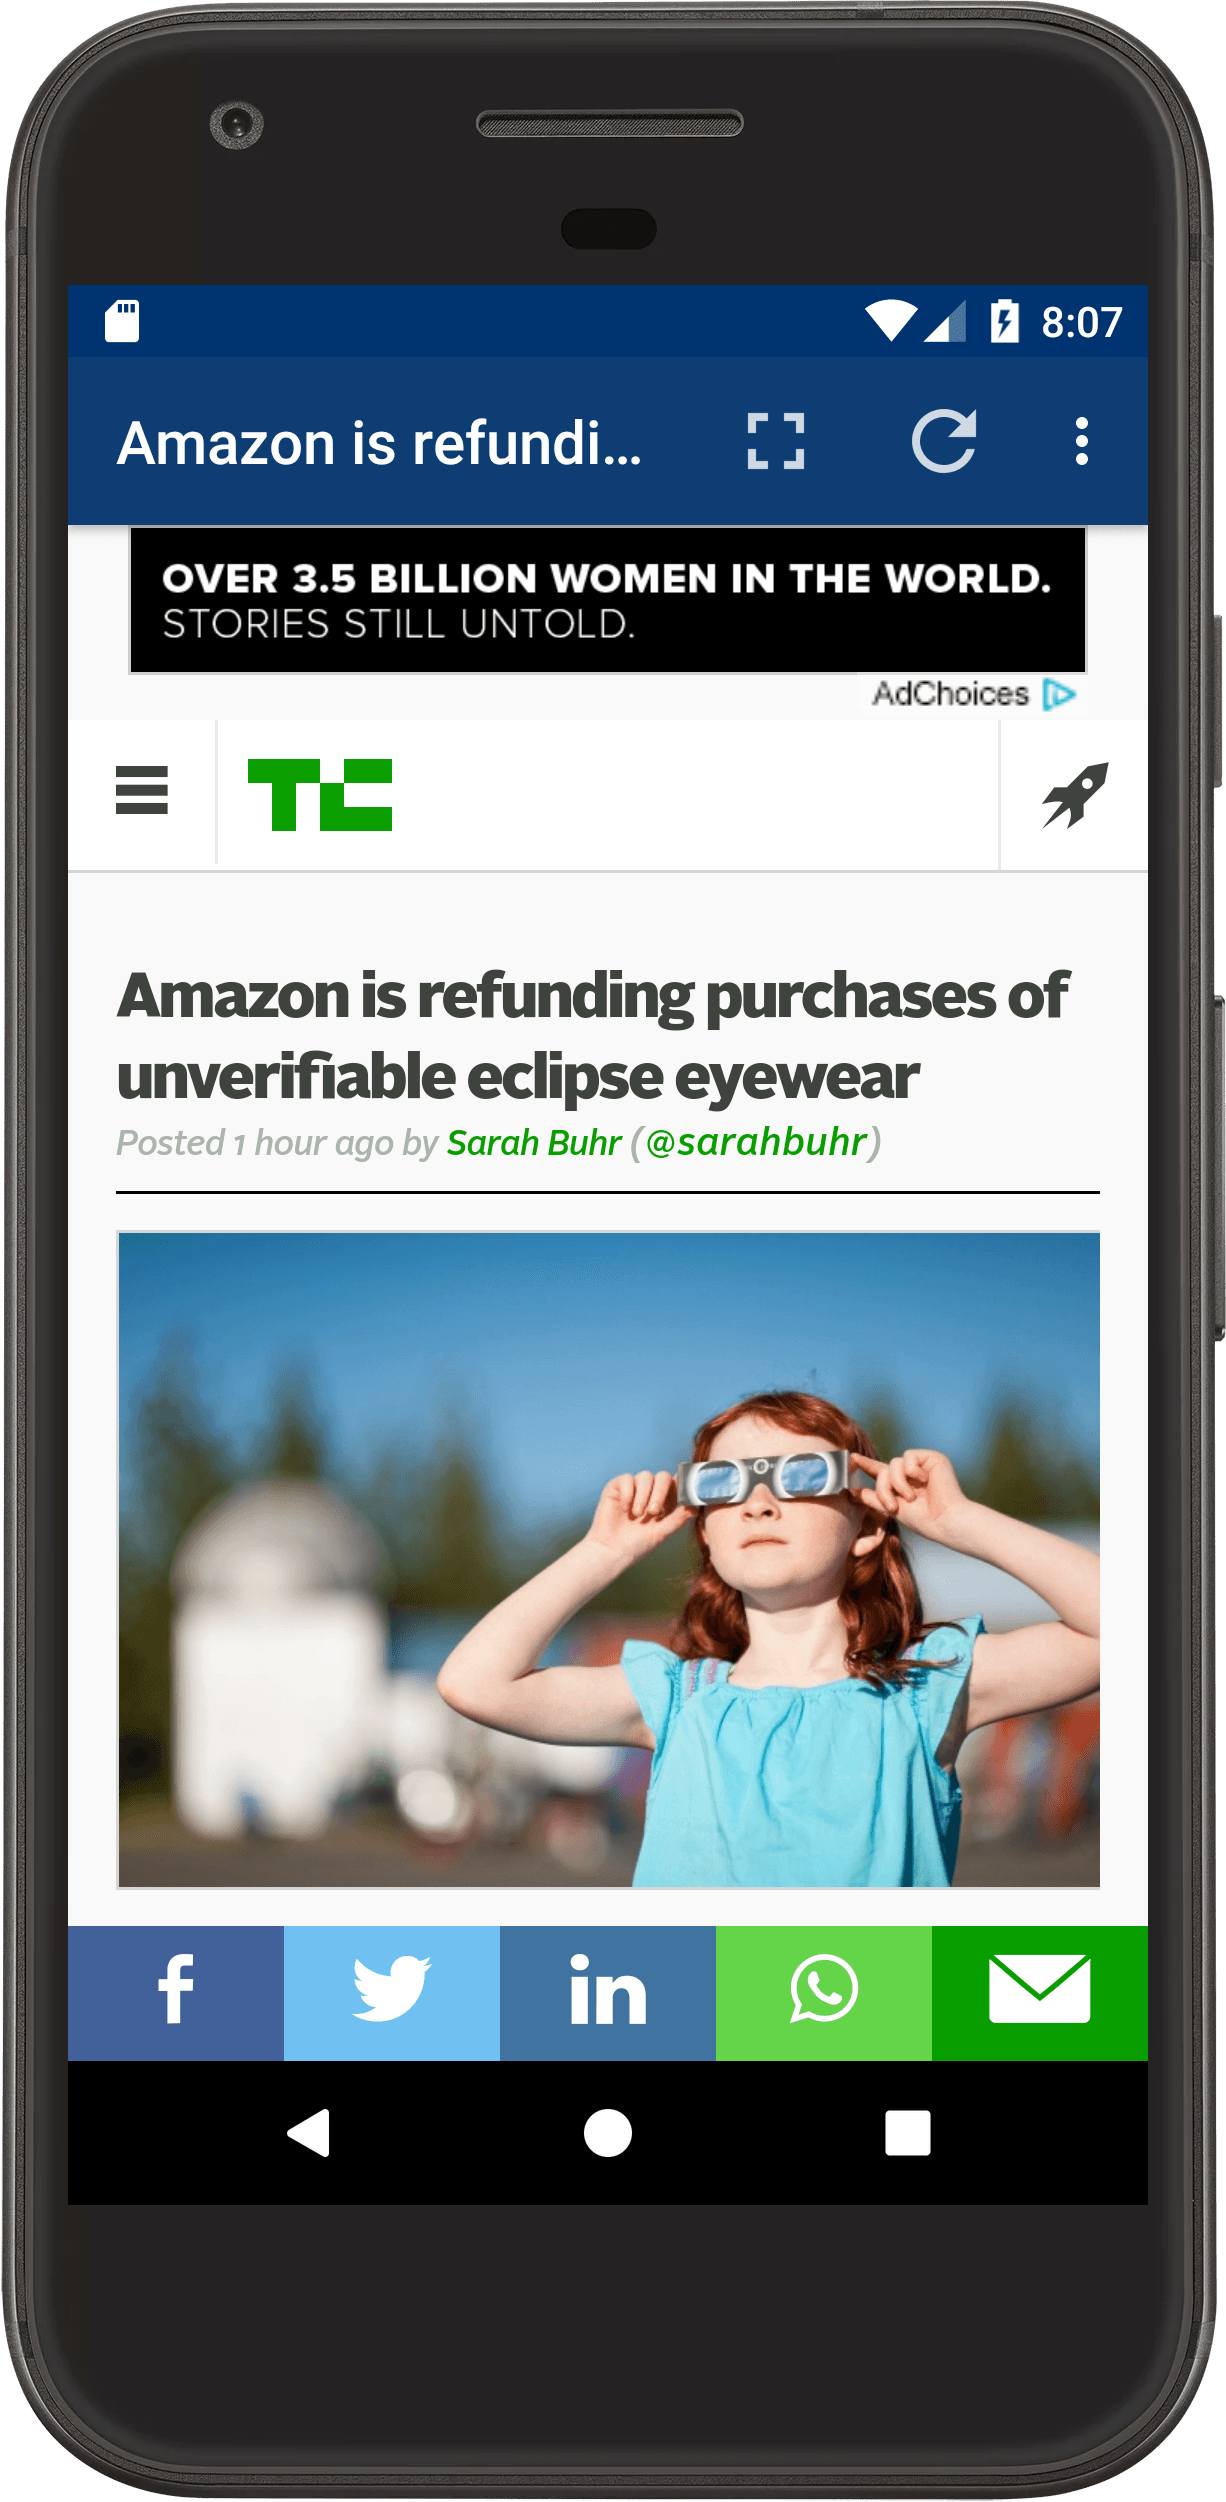 8:07
Amazon is refundi...
OVER 3.5 BILLION WOMEN IN THE WORLD.
STORIES STILL UNTOLD.
AdChoices
TC
Amazon is refunding purchases of
unverifiable eclipse eyewear
Posted 1 hour ago by Sarah Buhr (@sarahbuhr)
f
in